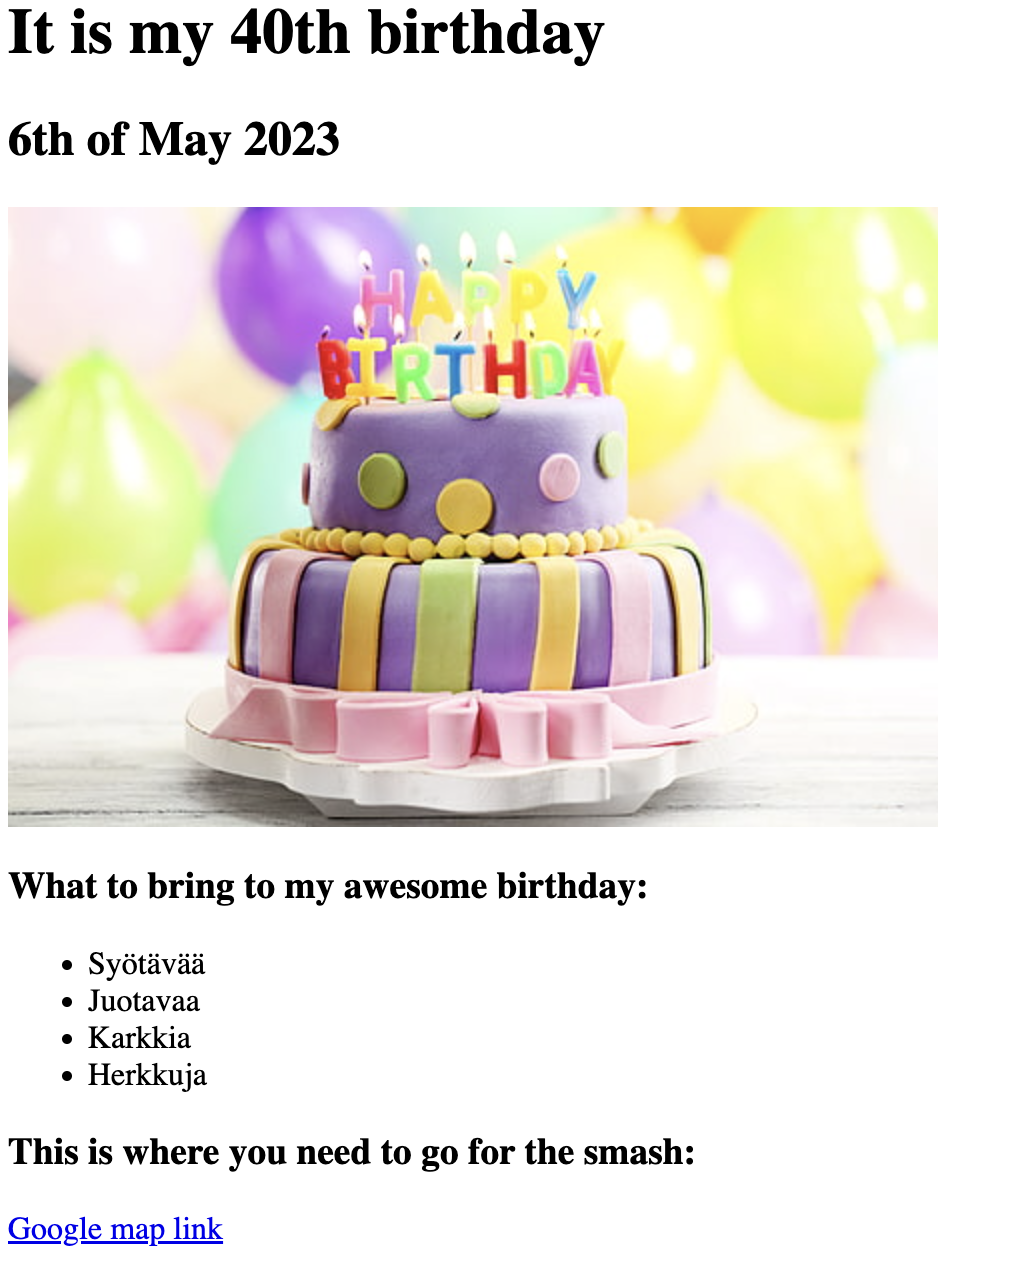 It is my 40th birthday
6th of May 2023
HAPPY
BIRTHDAY
What to bring to my awesome birthday:
Syötävää
Juotavaa
Karkkia
Herkkuja
This is where you need to go for the smash:
Google map link